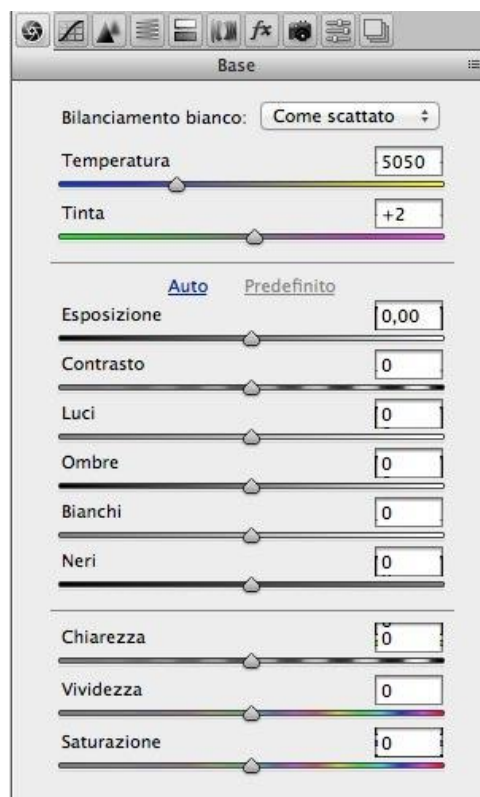 fx
Base
Bilanciamento bianco: Come scattato
Temperatura 5050
Tinta +2
Auto Predefinito
Esposizione 0,00
Contrasto 0
Luci 0
Ombre 0
Bianchi 0
Neri 0
Chiarezza 0
Vividezza 0
Saturazione 0